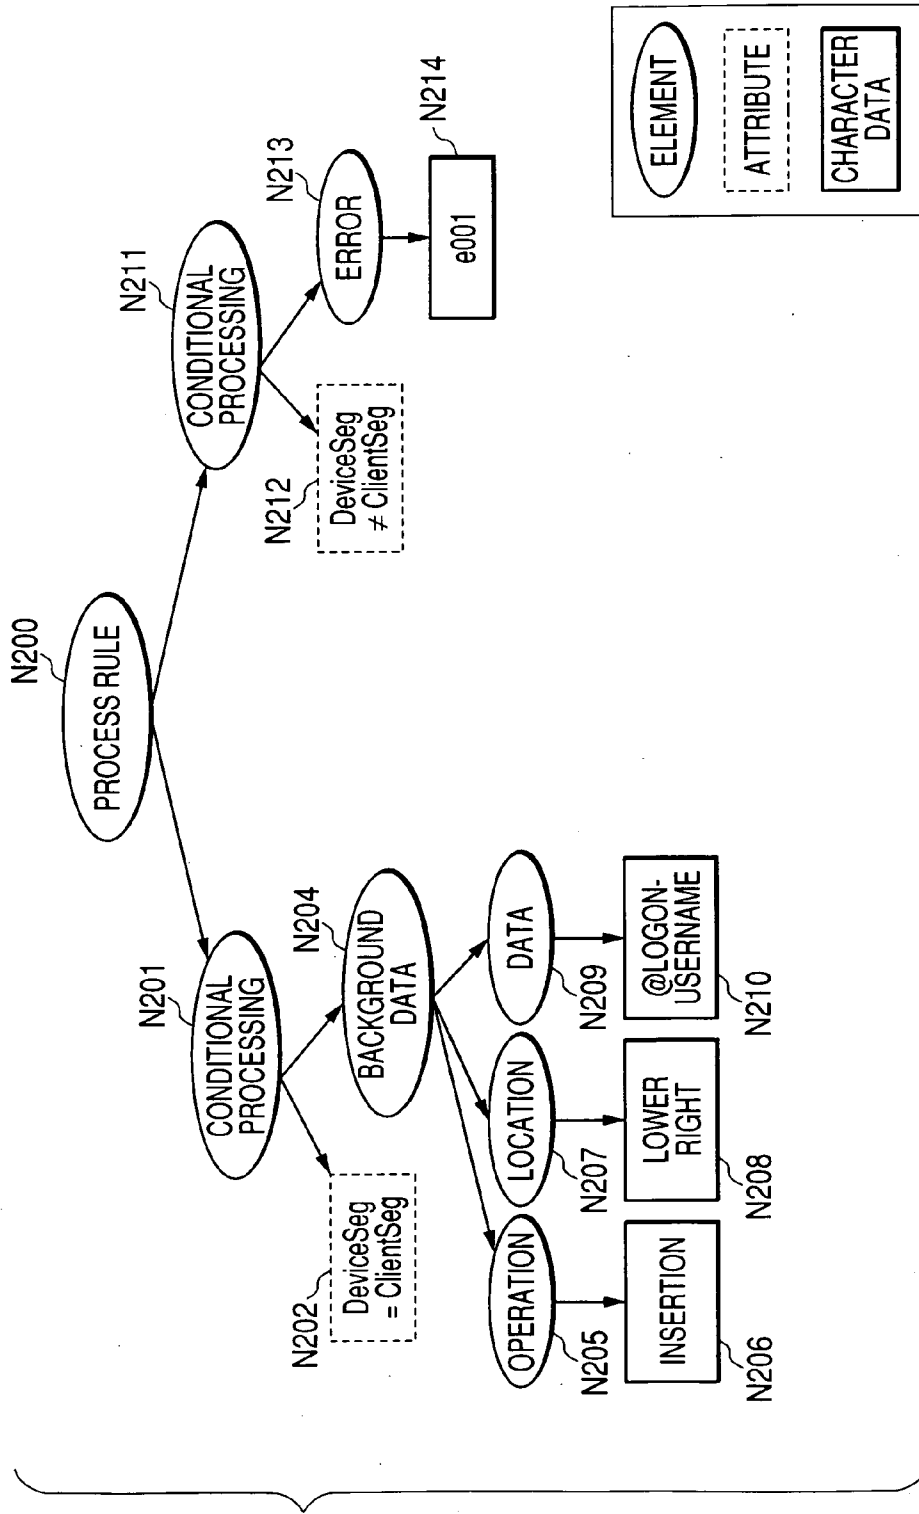 N200
PROCESS RULE
N201
CONDITIONAL
PROCESSING
N211
CONDITIONAL
PROCESSING
N202
DeviceSeg
= ClientSeg
N204
BACKGROUND
DATA
N212
DeviceSeg
≠ ClientSeg
N213
ERROR
e001
N214
OPERATION
N205
LOCATION
N207
DATA
N209
INSERTION
N206
LOWER
RIGHT
N208
@LOGON-
USERNAME
N210
ELEMENT
ATTRIBUTE
CHARACTER
DATA